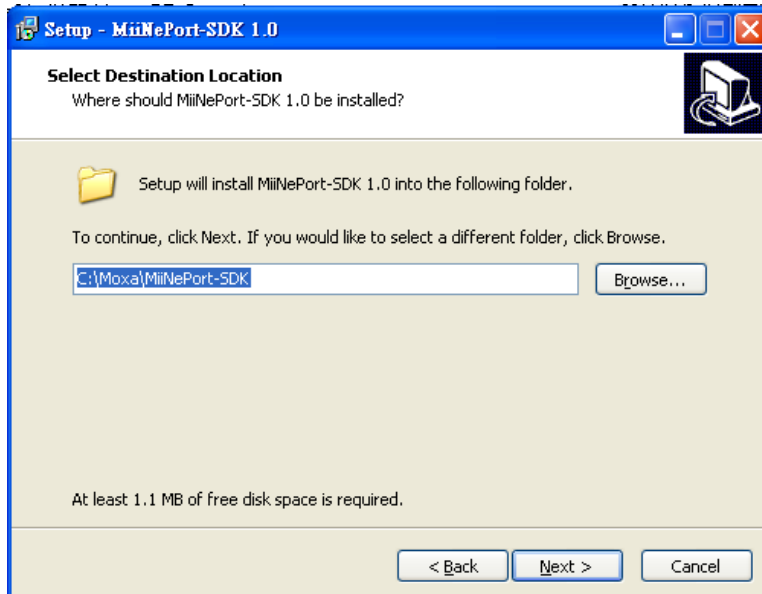 Setup - MiiNePort-SDK 1.0
Select Destination Location
Where should MiiNePort-SDK 1.0 be installed?
Setup will install MiiNePort-SDK 1.0 into the following folder.
To continue, click Next. If you would like to select a different folder, click Browse.
C:\Moxa\MiiNePort-SDK
Browse...
At least 1.1 MB of free disk space is required.
< Back
Next >
Cancel